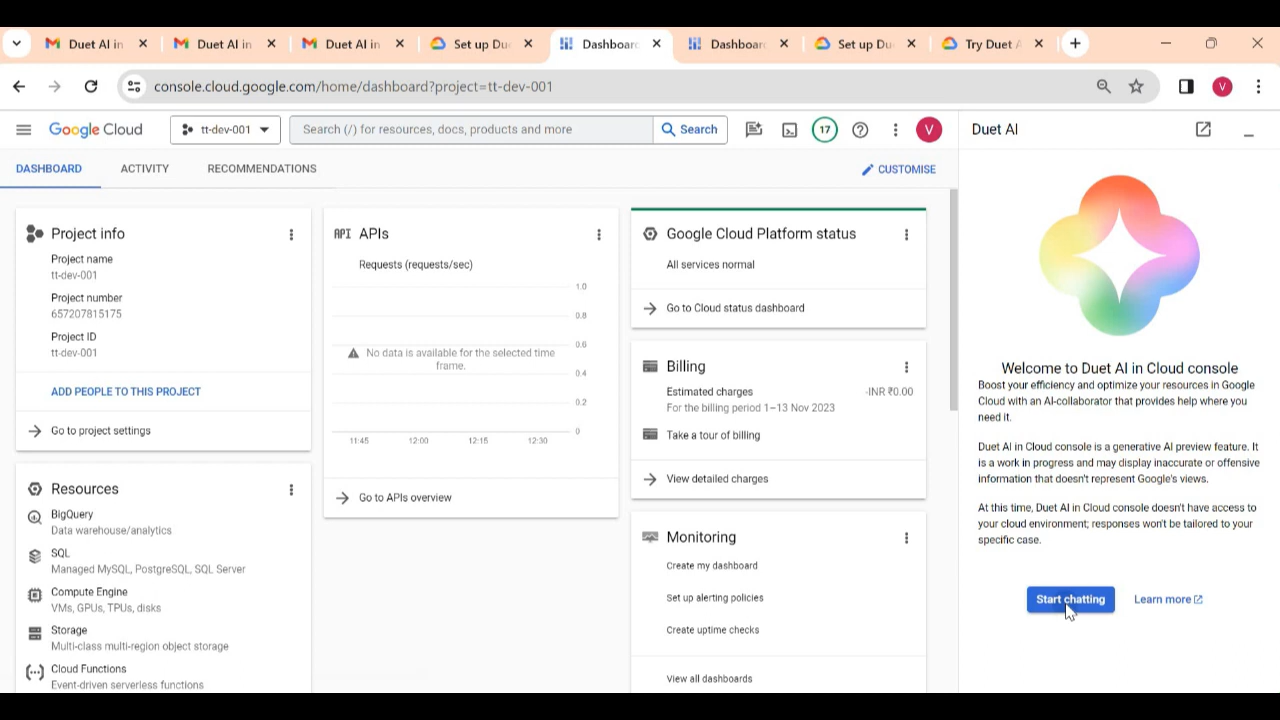 Duet AI in
Duet AI in
Duet AI in
Set up Du
Dashboard
Dashboard
Set up Du
Try Duet A
console.cloud.google.com/home/dashboard?project=tt-dev-001
V
Google Cloud
tt-dev-001
Search (/) for resources, docs, products and more
Search
17
V
Duet AI
DASHBOARD
ACTIVITY
RECOMMENDATIONS
CUSTOMISE
Project info
Project name
tt-dev-001
Project number
657207815175
Project ID
tt-dev-001
ADD PEOPLE TO THIS PROJECT
Go to project settings
Resources
BigQuery
Data warehouse/analytics
SQL
Managed MySQL, PostgreSQL, SQL Server
Compute Engine
VMs, GPUs, TPUs, disks
Storage
Multi-class multi-region object storage
Cloud Functions
Event-driven serverless functions
API APIs
Requests (requests/sec)
1.0
0.8
0.6
0.4
0.2
0
No data is available for the selected time
frame.
11:45 12:00 12:15 12:30
Go to APIs overview
Google Cloud Platform status
All services normal
Go to Cloud status dashboard
Billing
Estimated charges -INR ₹0.00
For the billing period 1–13 Nov 2023
Take a tour of billing
View detailed charges
Monitoring
Create my dashboard
Set up alerting policies
Create uptime checks
View all dashboards
Welcome to Duet AI in Cloud console
Boost your efficiency and optimize your resources in Google
Cloud with an AI-collaborator that provides help where you
need it.
Duet AI in Cloud console is a generative AI preview feature. It
is a work in progress and may display inaccurate or offensive
information that doesn't represent Google's views.
At this time, Duet AI in Cloud console doesn't have access to
your cloud environment; responses won't be tailored to your
specific case.
Start chatting
Learn more